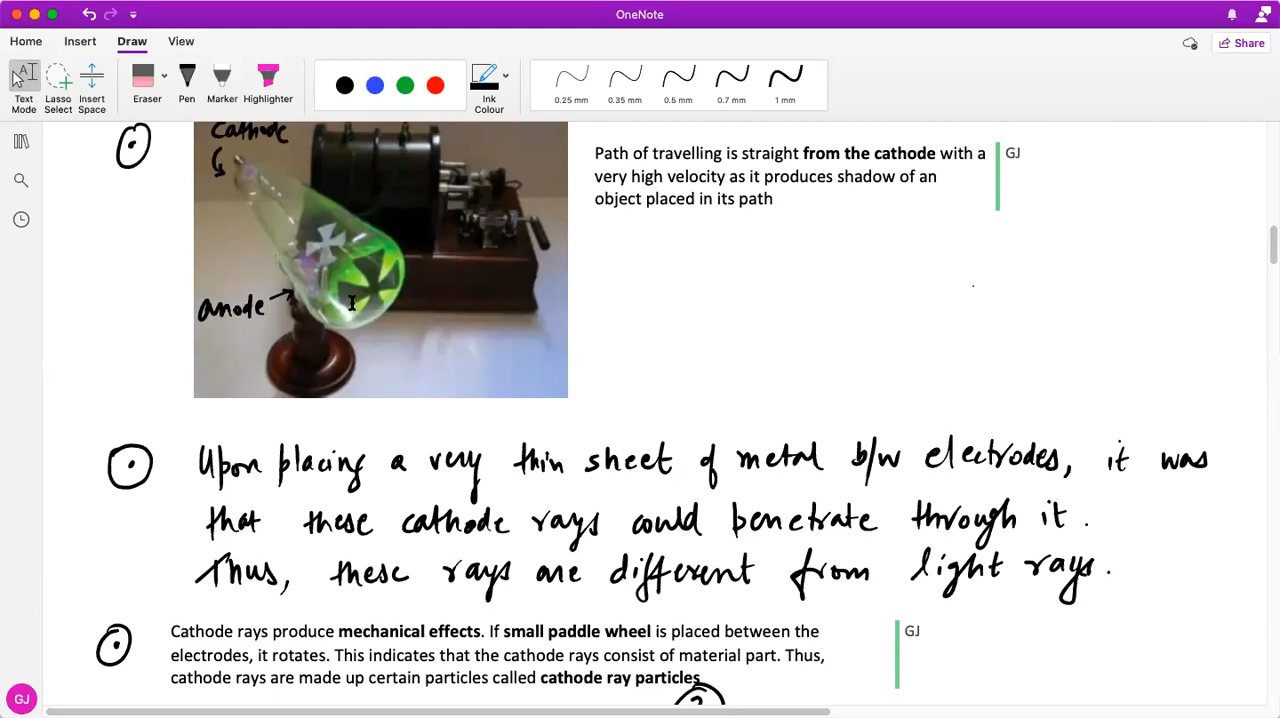 OneNote
Home Insert Draw View
Share
Text Mode
Lasso Select
Insert Space
Eraser
Pen
Marker
Highlighter
Ink Colour
0.25 mm 0.35 mm 0.5 mm 0.7 mm 1 mm
Cathode
anode
Path of travelling is straight from the cathode with a
very high velocity as it produces shadow of an
object placed in its path
GJ
Upon placing a very thin sheet of metal b/w electrodes, it was
that these cathode rays could penetrate through it.
Thus, these rays are different from light rays.
Cathode rays produce mechanical effects. If small paddle wheel is placed between the
electrodes, it rotates. This indicates that the cathode rays consist of material part. Thus,
cathode rays are made up certain particles called cathode ray particles
GJ
GJ